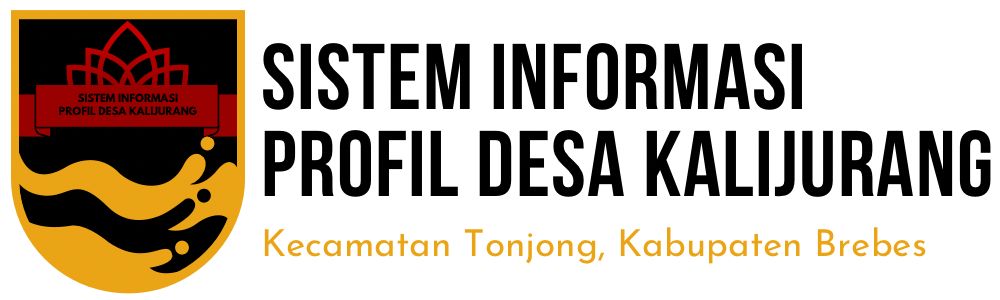 SISTEM INFORMASI
PROFIL DESA KALIJURANG
SISTEM INFORMASI
PROFIL DESA KALIJURANG
Kecamatan Tonjong, Kabupaten Brebes